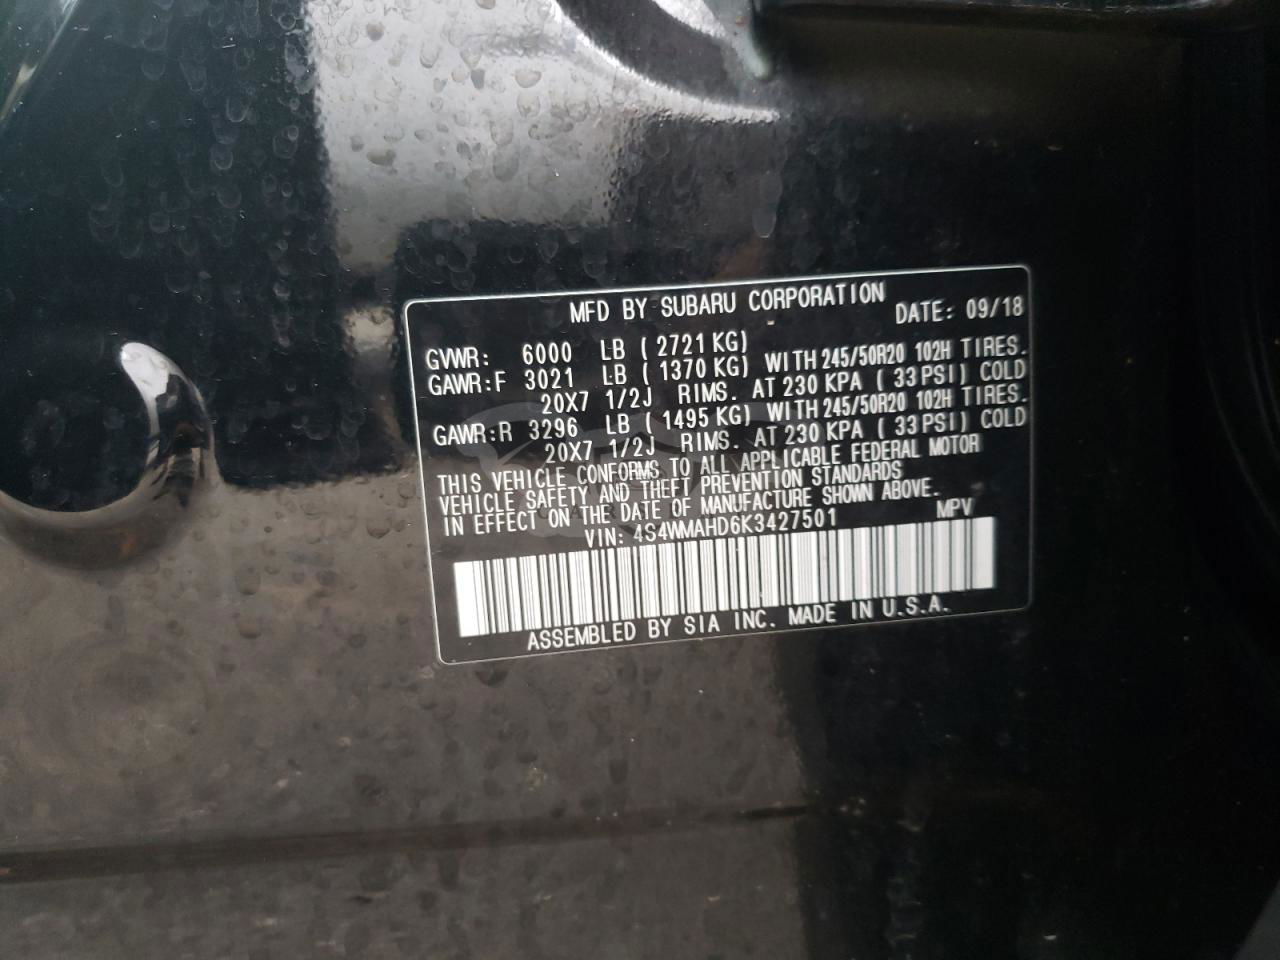 MFD BY SUBARU CORPORATION DATE: 09/18
GVWR: 6000 LB ( 2721 KG)
GAWR:F 3021 LB ( 1370 KG) WITH 245/50R20 102H TIRES.
20X7 1/2J RIMS. AT 230 KPA ( 33 PSI) COLD
GAWR:R 3296 LB ( 1495 KG) WITH 245/50R20 102H TIRES.
20X7 1/2J RIMS. AT 230 KPA ( 33 PSI) COLD
THIS VEHICLE CONFORMS TO ALL APPLICABLE FEDERAL MOTOR
VEHICLE SAFETY AND THEFT PREVENTION STANDARDS
IN EFFECT ON THE DATE OF MANUFACTURE SHOWN ABOVE.
VIN: 4S4WMAHD6K3427501 MPV
ASSEMBLED BY SIA INC. MADE IN U.S.A.